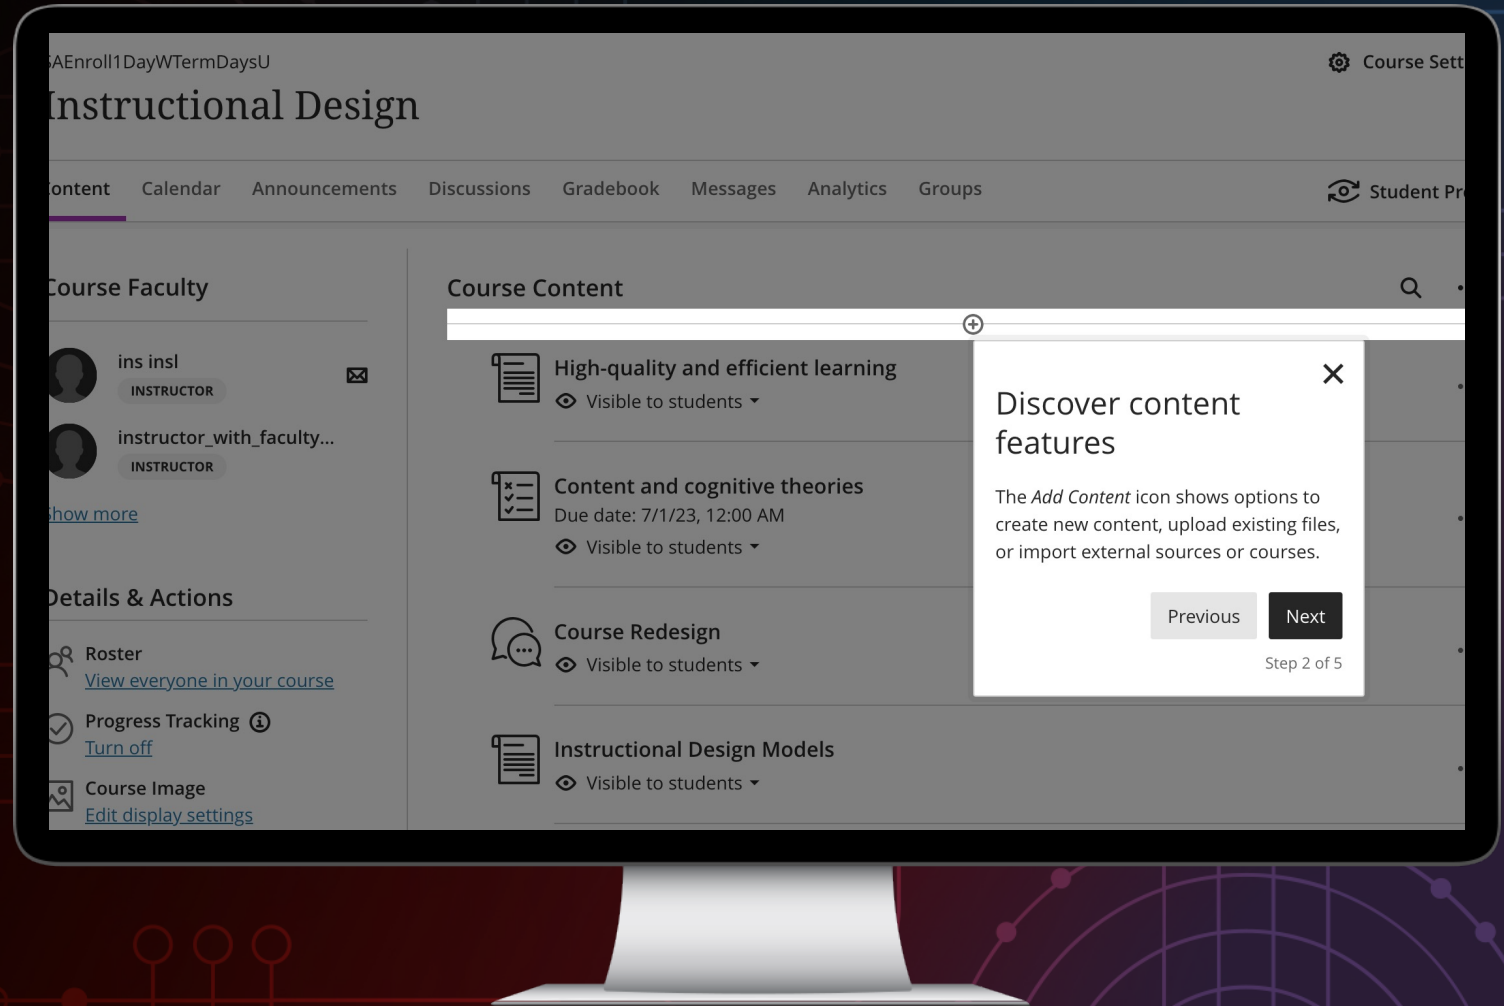 SAEnroll1DayWTermDaysU
Course Sett
Instructional Design
ontent Calendar Announcements Discussions Gradebook Messages Analytics Groups
Student Pre
Course Faculty
ins insl
INSTRUCTOR
instructor_with_faculty...
INSTRUCTOR
Show more
Details & Actions
Roster
View everyone in your course
Progress Tracking
Turn off
Course Image
Edit display settings
Course Content
High-quality and efficient learning
Visible to students
Content and cognitive theories
Due date: 7/1/23, 12:00 AM
Visible to students
Course Redesign
Visible to students
Instructional Design Models
Visible to students
Discover content
features
The Add Content icon shows options to
create new content, upload existing files,
or import external sources or courses.
Previous Next
Step 2 of 5